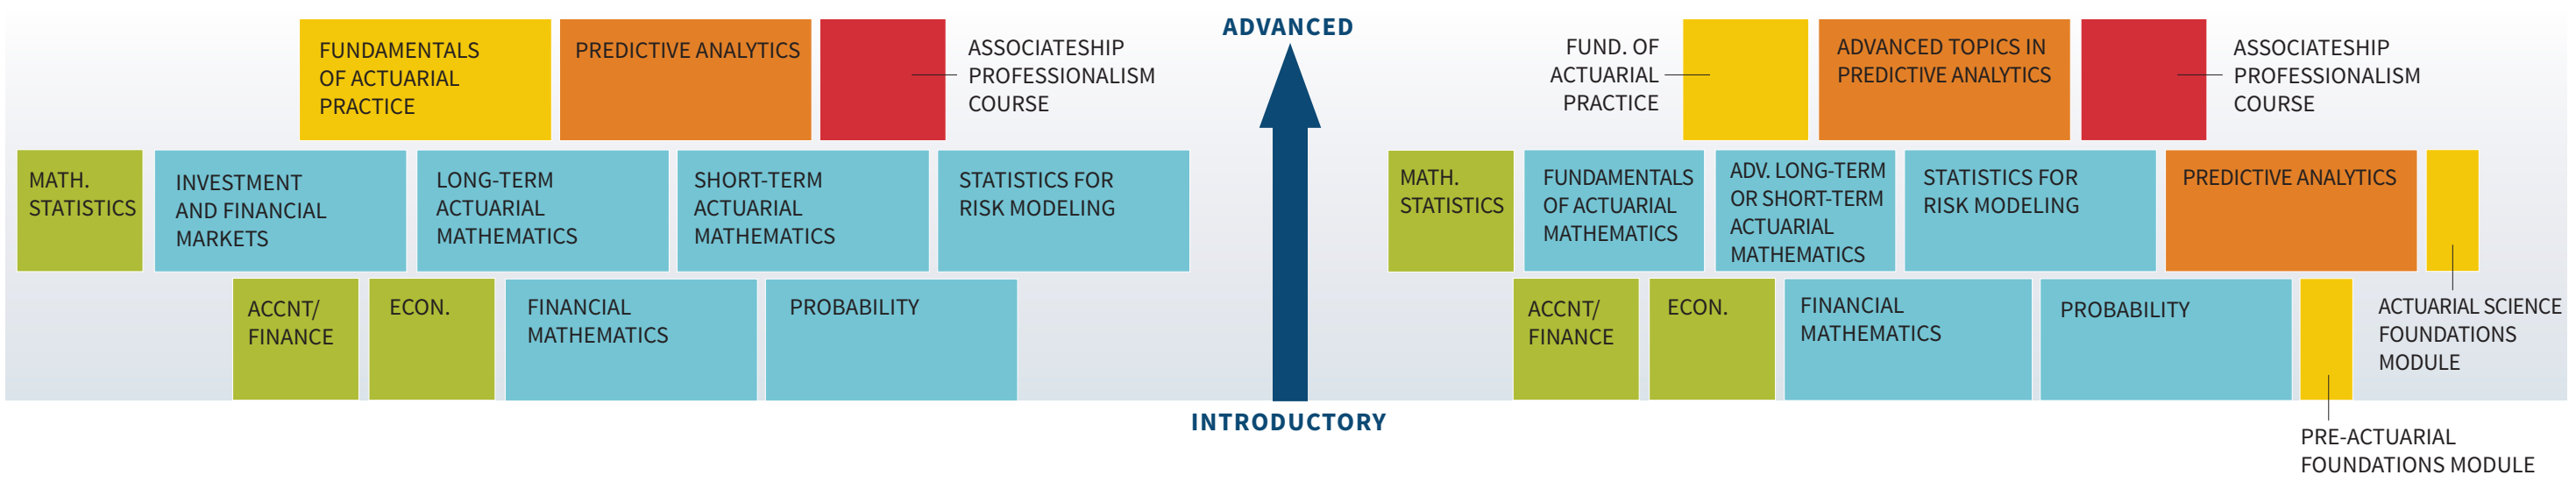 FUNDAMENTALS
OF ACTUARIAL
PRACTICE
PREDICTIVE ANALYTICS
ASSOCIATESHIP
PROFESSIONALISM
COURSE
MATH.
STATISTICS
INVESTMENT
AND FINANCIAL
MARKETS
LONG-TERM
ACTUARIAL
MATHEMATICS
SHORT-TERM
ACTUARIAL
MATHEMATICS
STATISTICS FOR
RISK MODELING
ACCNT/
FINANCE
ECON.
FINANCIAL
MATHEMATICS
PROBABILITY
ADVANCED
INTRODUCTORY
FUND. OF
ACTUARIAL
PRACTICE
ADVANCED TOPICS IN
PREDICTIVE ANALYTICS
ASSOCIATESHIP
PROFESSIONALISM
COURSE
MATH.
STATISTICS
FUNDAMENTALS
OF ACTUARIAL
MATHEMATICS
ADV. LONG-TERM
OR SHORT-TERM
ACTUARIAL
MATHEMATICS
STATISTICS FOR
RISK MODELING
PREDICTIVE ANALYTICS
ACTUARIAL SCIENCE
FOUNDATIONS
MODULE
ACCNT/
FINANCE
ECON.
FINANCIAL
MATHEMATICS
PROBABILITY
PRE-ACTUARIAL
FOUNDATIONS MODULE